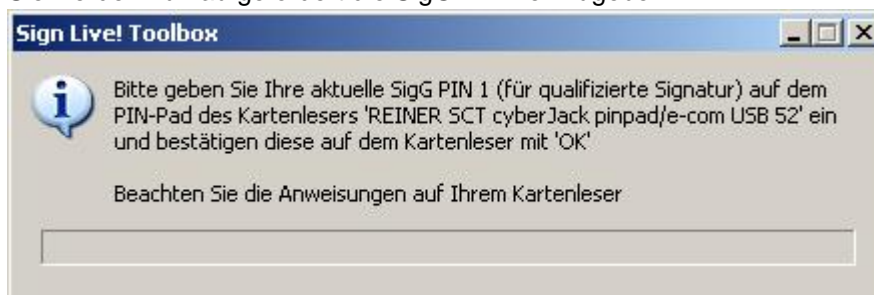 Sign Live! Toolbox
Bitte geben Sie Ihre aktuelle SigG PIN 1 (für qualifizierte Signatur) auf dem
PIN-Pad des Kartenlesers 'REINER SCT cyberJack pinpad/e-com USB 52' ein
und bestätigen diese auf dem Kartenleser mit 'OK'
Beachten Sie die Anweisungen auf Ihrem Kartenleser